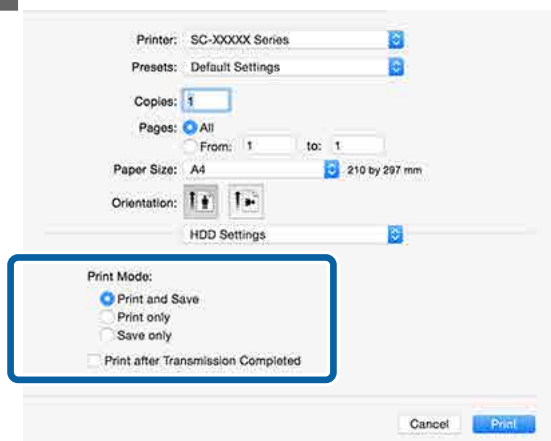 Printer: SC-XXXXX Series
Presets: Default Settings
Copies: 1
Pages: All
From: 1 to: 1
Paper Size: A4 210 by 297 mm
Orientation:
HDD Settings
Print Mode:
Print and Save
Print only
Save only
Print after Transmission Completed
Cancel Print